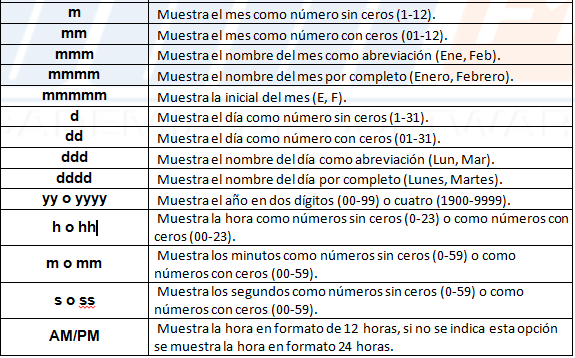 m Muestra el mes como número sin ceros (1-12).
mm Muestra el mes como número con ceros (01-12).
mmm Muestra el nombre del mes como abreviación (Ene, Feb).
mmmm Muestra el nombre del mes por completo (Enero, Febrero).
mmmmm Muestra la inicial del mes (E, F).
d Muestra el día como número sin ceros (1-31).
dd Muestra el día como número con ceros (01-31).
ddd Muestra el nombre del día como abreviación (Lun, Mar).
dddd Muestra el nombre del día por completo (Lunes, Martes).
yy o yyyy Muestra el año en dos dígitos (00-99) o cuatro (1900-9999).
h o hh Muestra la hora como números sin ceros (0-23) o como números con
ceros (00-23).
m o mm Muestra los minutos como números sin ceros (0-59) o como
números con ceros (00-59).
s o ss Muestra los segundos como números sin ceros (0-59) o como
números con ceros (00-59).
AM/PM Muestra la hora en formato de 12 horas, si no se indica esta opción
se muestra la hora en formato 24 horas.